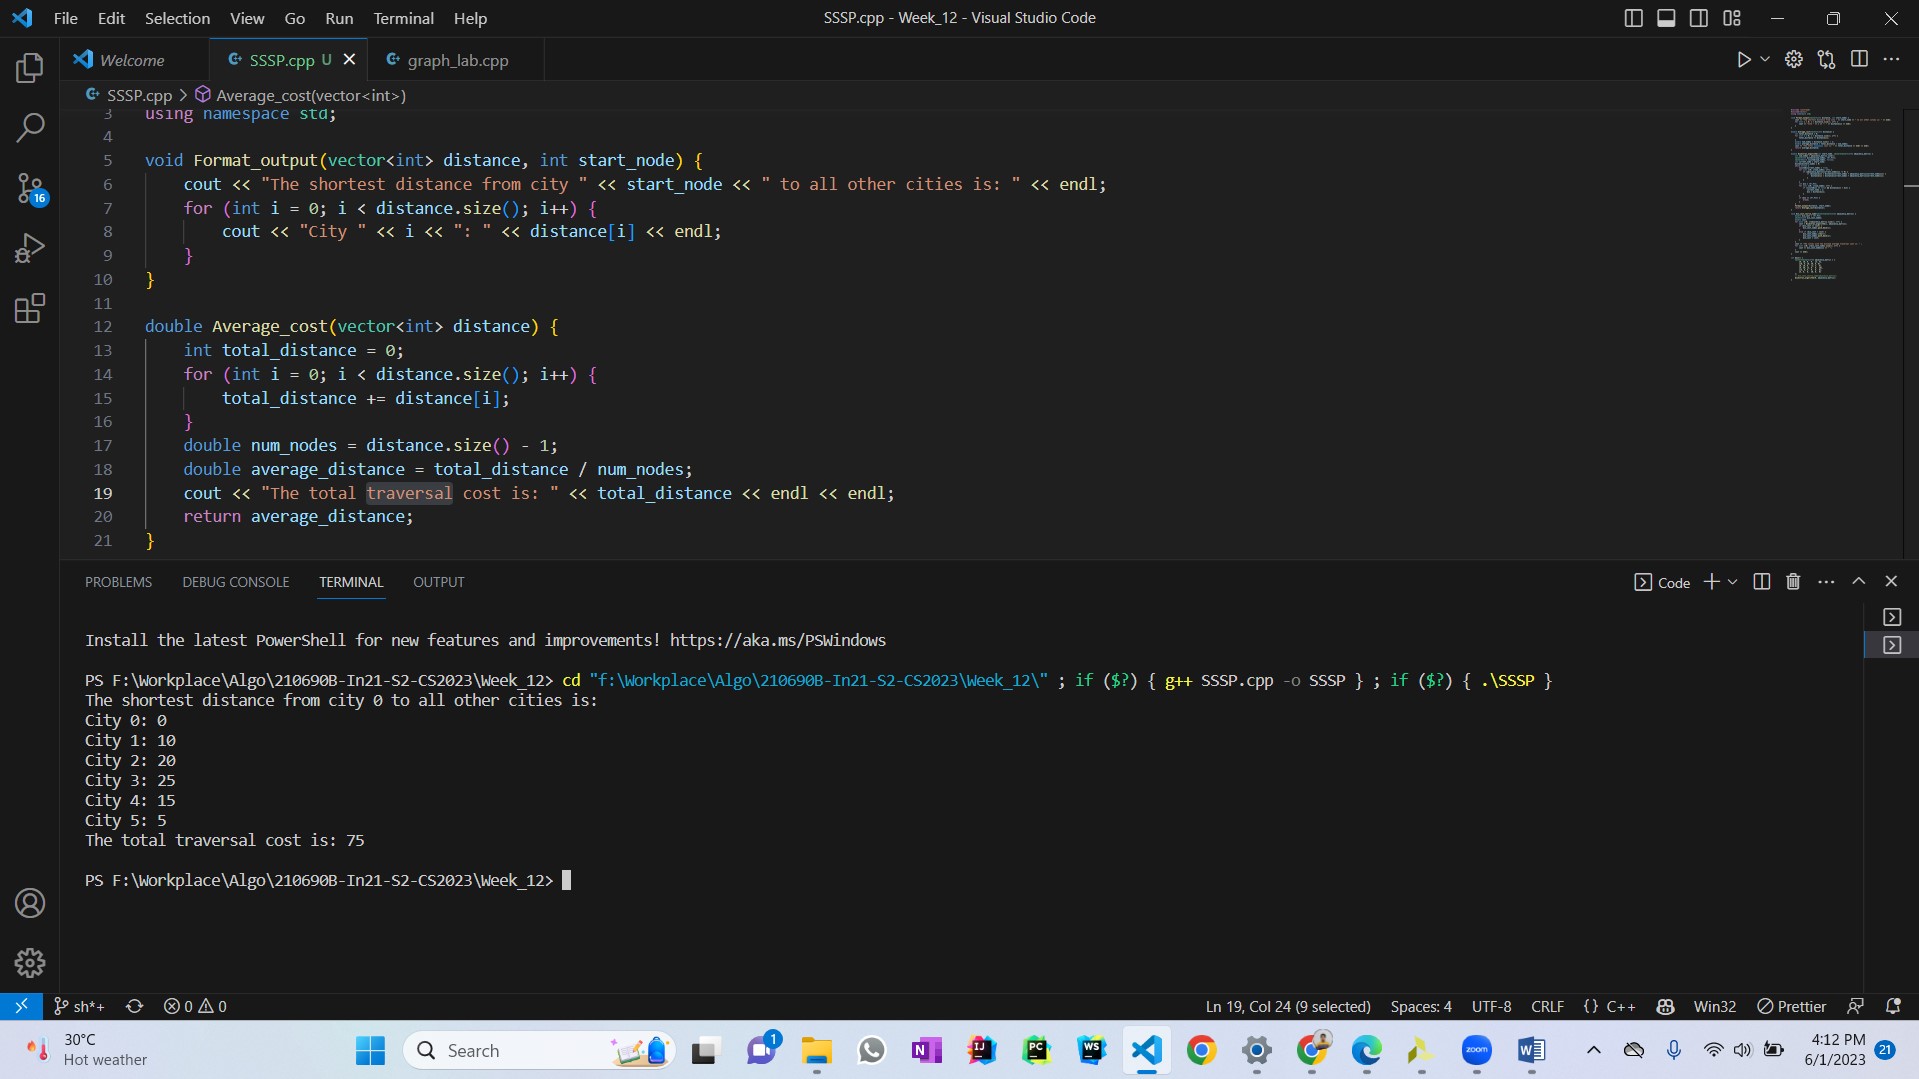 File Edit Selection View Go Run Terminal Help SSSP.cpp - Week_12 - Visual Studio Code
Welcome SSSP.cpp U graph_lab.cpp
SSSP.cpp > Average_cost(vector<int>)
3 using namespace std;
4
5 void Format_output(vector<int> distance, int start_node) {
6 cout << "The shortest distance from city " << start_node << " to all other cities is: " << endl;
7 for (int i = 0; i < distance.size(); i++) {
8 cout << "City " << i << ": " << distance[i] << endl;
9 }
10 }
11
12 double Average_cost(vector<int> distance) {
13 int total_distance = 0;
14 for (int i = 0; i < distance.size(); i++) {
15 total_distance += distance[i];
16 }
17 double num_nodes = distance.size() - 1;
18 double average_distance = total_distance / num_nodes;
19 cout << "The total traversal cost is: " << total_distance << endl << endl;
20 return average_distance;
21 }
16
PROBLEMS DEBUG CONSOLE TERMINAL OUTPUT Code
Install the latest PowerShell for new features and improvements! https://aka.ms/PSWindows
PS F:\Workplace\Algo\210690B-In21-S2-CS2023\Week_12> cd "f:\Workplace\Algo\210690B-In21-S2-CS2023\Week_12\" ; if ($?) { g++ SSSP.cpp -o SSSP } ; if ($?) { .\SSSP }
The shortest distance from city 0 to all other cities is:
City 0: 0
City 1: 10
City 2: 20
City 3: 25
City 4: 15
City 5: 5
The total traversal cost is: 75
PS F:\Workplace\Algo\210690B-In21-S2-CS2023\Week_12>
sh*+ 0 0 Ln 19, Col 24 (9 selected) Spaces: 4 UTF-8 CRLF {} C++ Win32 Prettier
30°C
Hot weather
Search
1
IJ
PC
WS
zoom
4:12 PM
6/1/2023
21